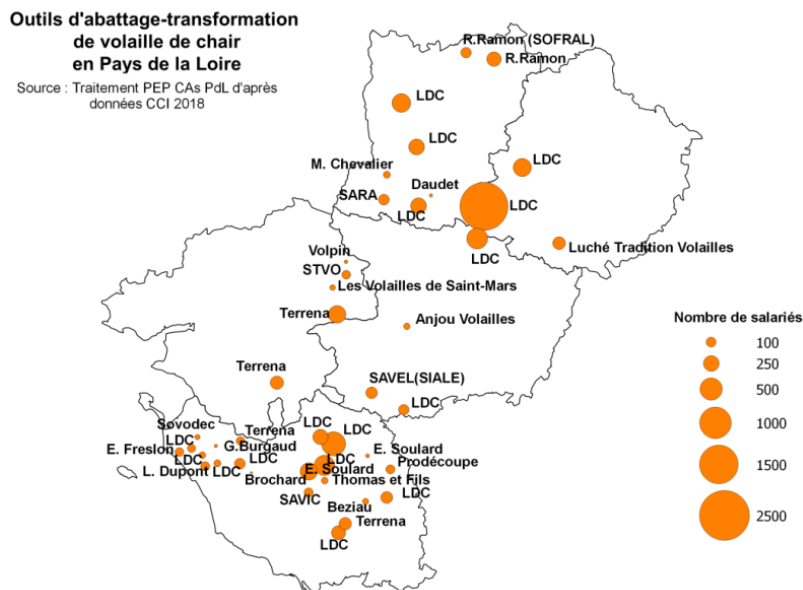 Outils d'abattage-transformation
de volaille de chair
en Pays de la Loire
Source : Traitement PEP CAs PdL d'après
données CCI 2018
R.Ramon (SOFRAL)
R.Ramon
LDC
LDC
LDC
M. Chevalier
Daudet
SARA
LDC
LDC
LDC
Luché Tradition Volailles
Volpin
STVO
Les Volailles de Saint-Mars
Terrena
Anjou Volailles
Nombre de salariés
100
250
500
1000
1500
2500
Terrena
SAVEL(SIALE)
LDC
Sovodec
Terrena
LDC
LDC
LDC
G.Burgaud
E. Soulard
E. Freslon
LDC
LDC
LDC
Prodécoupe
L. Dupont
LDC
E. Soulard
Brochard
Thomas et Fils
SAVIC
LDC
Beziau
Terrena
LDC